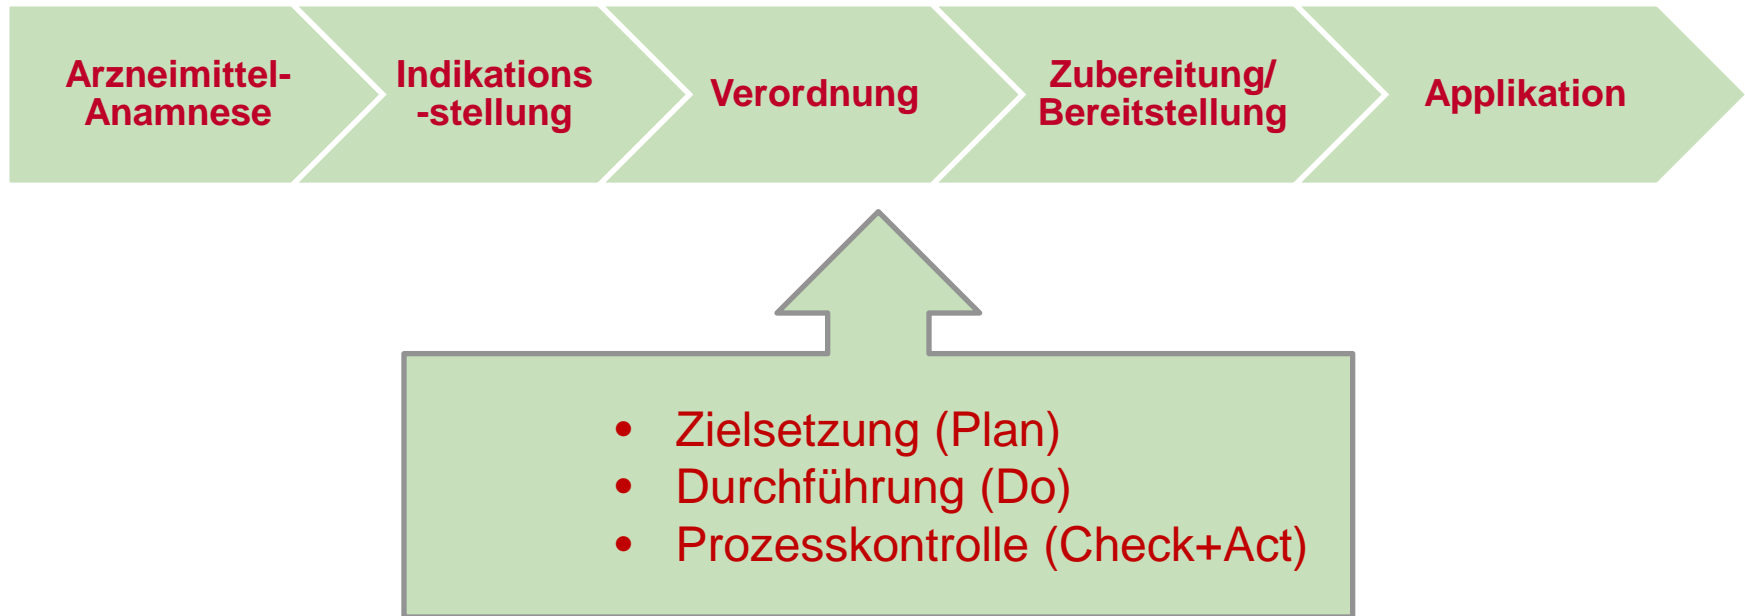 Arzneimittel-
Anamnese
Indikations
-stellung
Verordnung
Zubereitung/
Bereitstellung
Applikation
• Zielsetzung (Plan)
• Durchführung (Do)
• Prozesskontrolle (Check+Act)